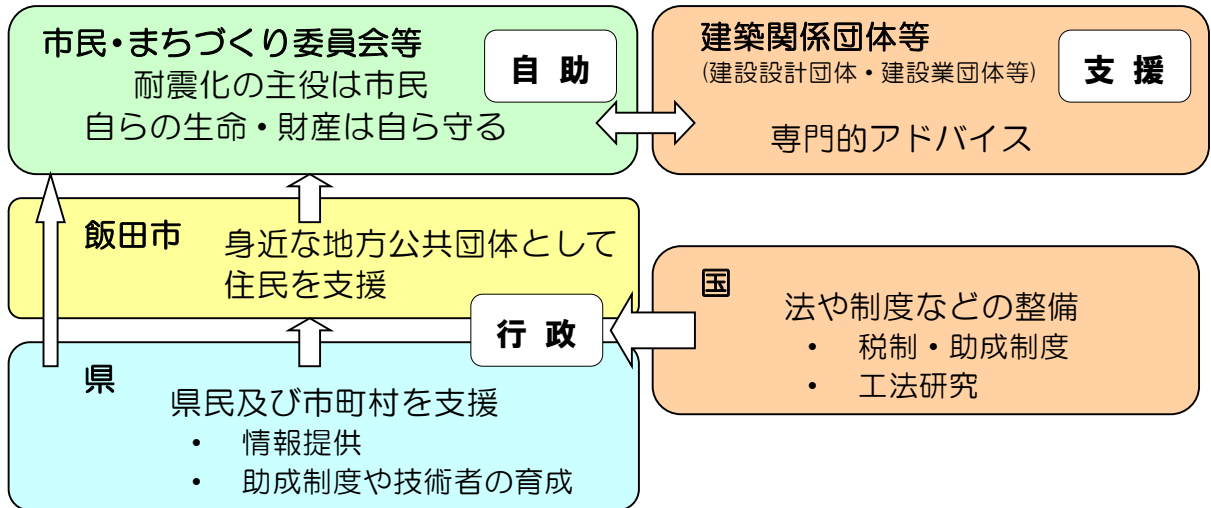 市民・まちづくり委員会等
自 助
耐震化の主役は市民
自らの生命・財産は自ら守る
建築関係団体等
(建設設計団体・建設業団体等)
支 援
専門的アドバイス
飯田市
身近な地方公共団体として
住民を支援
行 政
国
法や制度などの整備
・ 税制・助成制度
・ 工法研究
県
県民及び市町村を支援
・ 情報提供
・ 助成制度や技術者の育成